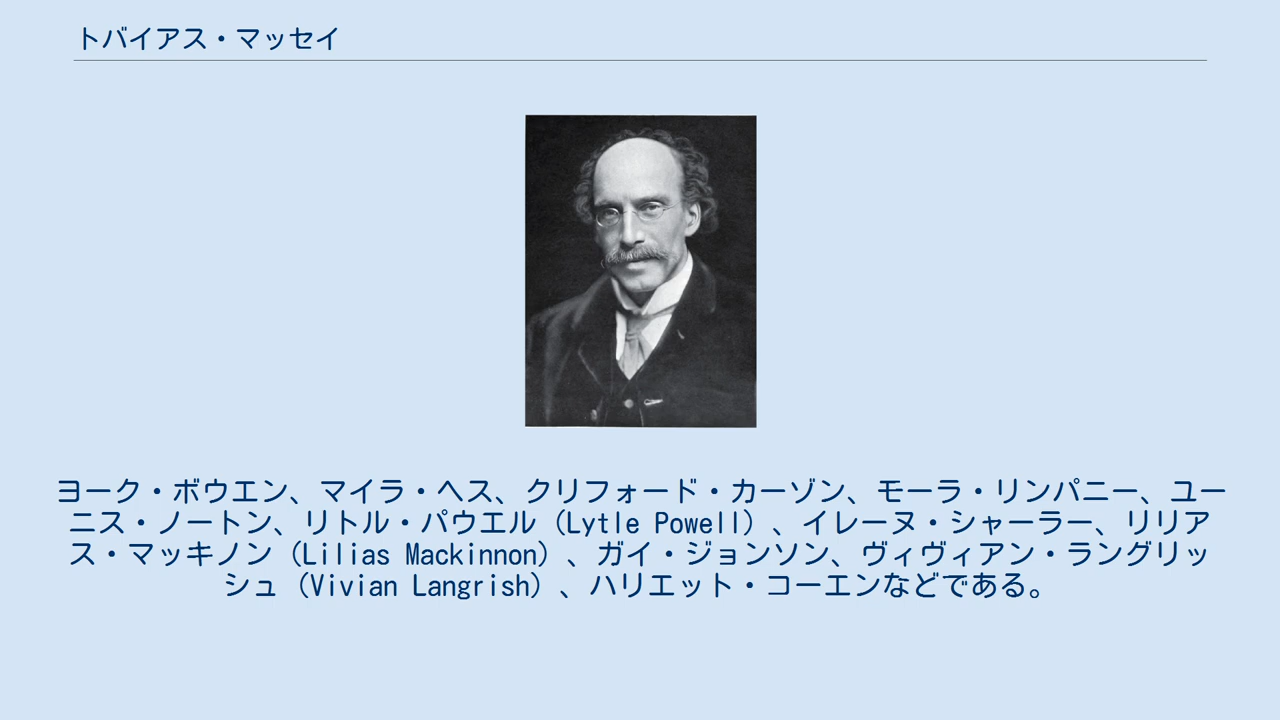 トバイアス・マッセイ
ヨーク・ボウエン、マイラ・ヘス、クリフォード・カーゾン、モーラ・リンパニー、ユー
ニス・ノートン、リトル・パウエル（Lytle Powell）、イレーヌ・シャーラー、リリア
ス・マッキノン（Lilias Mackinnon）、ガイ・ジョンソン、ヴィヴィアン・ラングリッ
シュ（Vivian Langrish）、ハリエット・コーエンなどである。